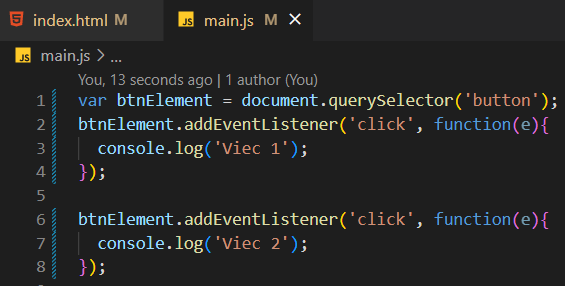 index.html M main.js M
JS main.js > ...
You, 13 seconds ago | 1 author (You)
1 var btnElement = document.querySelector('button');
2 btnElement.addEventListener('click', function(e){
3 console.log('Viec 1');
4 });
5
6 btnElement.addEventListener('click', function(e){
7 console.log('Viec 2');
8 });